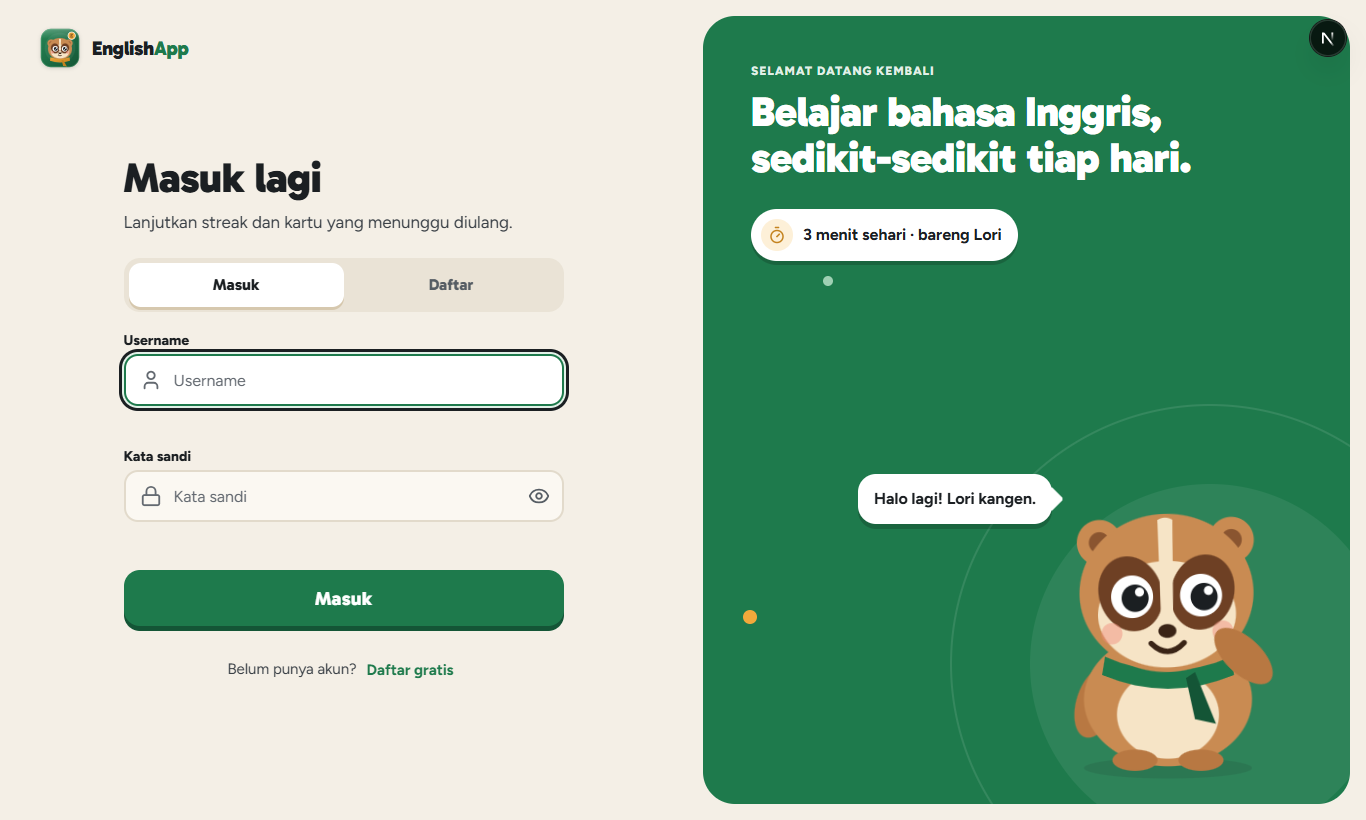 EnglishApp
Masuk lagi
Lanjutkan streak dan kartu yang menunggu diulang.
Masuk
Daftar
Username
Username
Kata sandi
Kata sandi
Masuk
Belum punya akun? Daftar gratis
SELAMAT DATANG KEMBALI
Belajar bahasa Inggris,
sedikit-sedikit tiap hari.
3 menit sehari · bareng Lori
Halo lagi! Lori kangen.
N